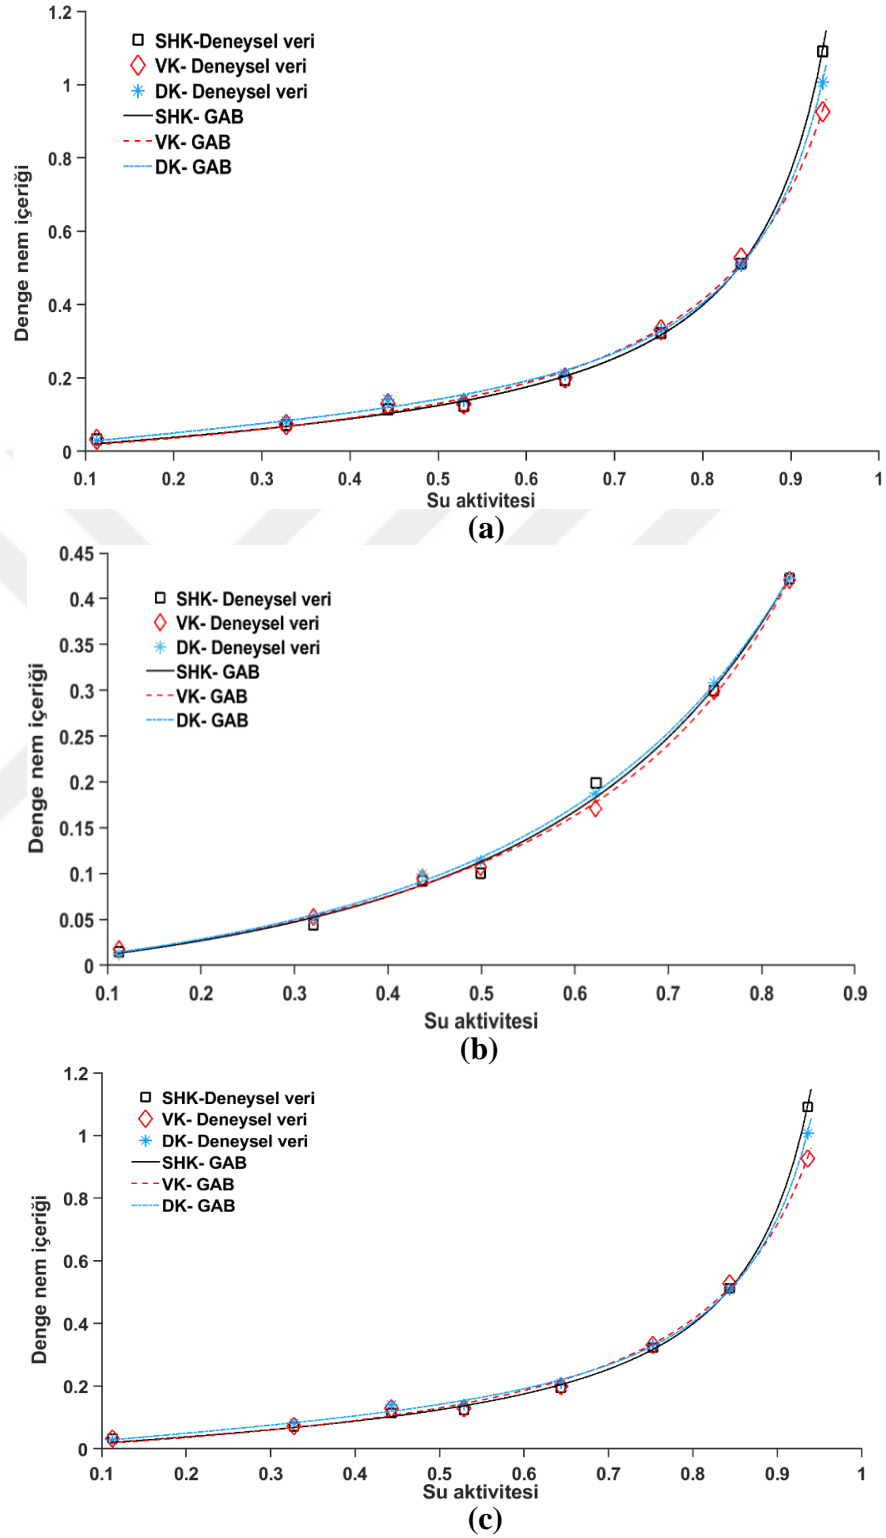 1.2
1
0.8
0.6
0.4
0.2
0
Denge nem içeriği
SHK-Deneysel veri
VK- Deneysel veri
DK- Deneysel veri
SHK- GAB
VK- GAB
DK- GAB
0.1 0.2 0.3 0.4 0.5 0.6 0.7 0.8 0.9 1
Su aktivitesi
(a)
0.45
0.4
0.35
0.3
0.25
0.2
0.15
0.1
0.05
0
Denge nem içeriği
SHK- Deneysel veri
VK- Deneysel veri
DK- Deneysel veri
SHK- GAB
VK- GAB
DK- GAB
0.1 0.2 0.3 0.4 0.5 0.6 0.7 0.8 0.9
Su aktivitesi
(b)
1.2
1
0.8
0.6
0.4
0.2
0
Denge nem içeriği
SHK-Deneysel veri
VK- Deneysel veri
DK- Deneysel veri
SHK- GAB
VK- GAB
DK- GAB
0.1 0.2 0.3 0.4 0.5 0.6 0.7 0.8 0.9 1
Su aktivitesi
(c)